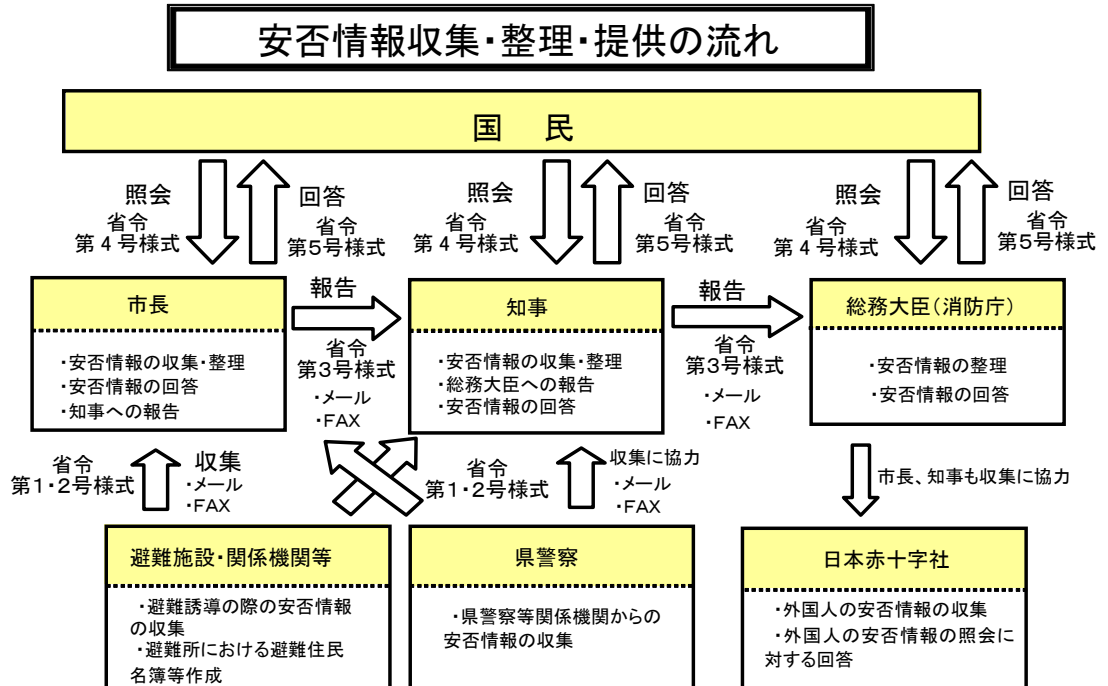 安否情報収集・整理・提供の流れ
国 民
照会
省令
第4号様式
回答
省令
第5号様式
照会
省令
第4号様式
回答
省令
第5号様式
照会
省令
第4号様式
回答
省令
第5号様式
市長
・安否情報の収集・整理
・安否情報の回答
・知事への報告
報告
省令
第3号様式
・メール
・FAX
知事
・安否情報の収集・整理
・総務大臣への報告
・安否情報の回答
報告
省令
第3号様式
・メール
・FAX
総務大臣(消防庁)
・安否情報の整理
・安否情報の回答
省令
第1・2号様式
収集
・メール
・FAX
省令
第1・2号様式
収集に協力
・メール
・FAX
市長、知事も収集に協力
避難施設・関係機関等
・避難誘導の際の安否情報
の収集
・避難所における避難住民
名簿等作成
県警察
・県警察等関係機関からの
安否情報の収集
日本赤十字社
・外国人の安否情報の収集
・外国人の安否情報の照会に
対する回答